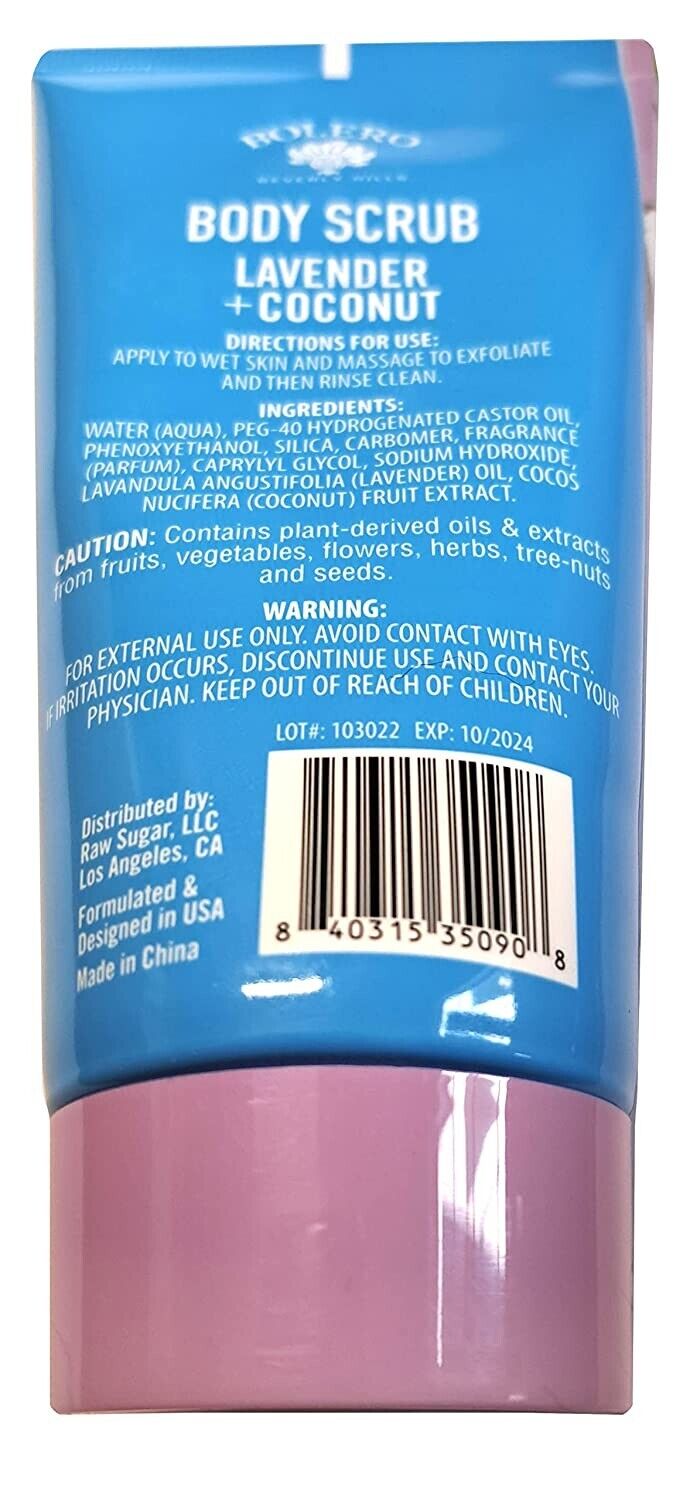 BOLERO
BEVERLY HILLS
BODY SCRUB
LAVENDER
+COCONUT
DIRECTIONS FOR USE:
APPLY TO WET SKIN AND MASSAGE TO EXFOLIATE
AND THEN RINSE CLEAN.
INGREDIENTS:
WATER (AQUA), PEG-40 HYDROGENATED CASTOR OIL,
PHENOXYETHANOL, SILICA, CARBOMER, FRAGRANCE
(PARFUM), CAPRYLYL GLYCOL, SODIUM HYDROXIDE,
LAVANDULA ANGUSTIFOLIA (LAVENDER) OIL, COCOS
NUCIFERA (COCONUT) FRUIT EXTRACT.
CAUTION: Contains plant-derived oils & extracts
from fruits, vegetables, flowers, herbs, tree-nuts
and seeds.
WARNING:
FOR EXTERNAL USE ONLY. AVOID CONTACT WITH EYES.
IF IRRITATION OCCURS, DISCONTINUE USE AND CONTACT YOUR
PHYSICIAN. KEEP OUT OF REACH OF CHILDREN.
LOT#: 103022 EXP: 10/2024
Distributed by:
Raw Sugar, LLC
Los Angeles, CA
Formulated &
Designed in USA
Made in China
8 40315 35090 8